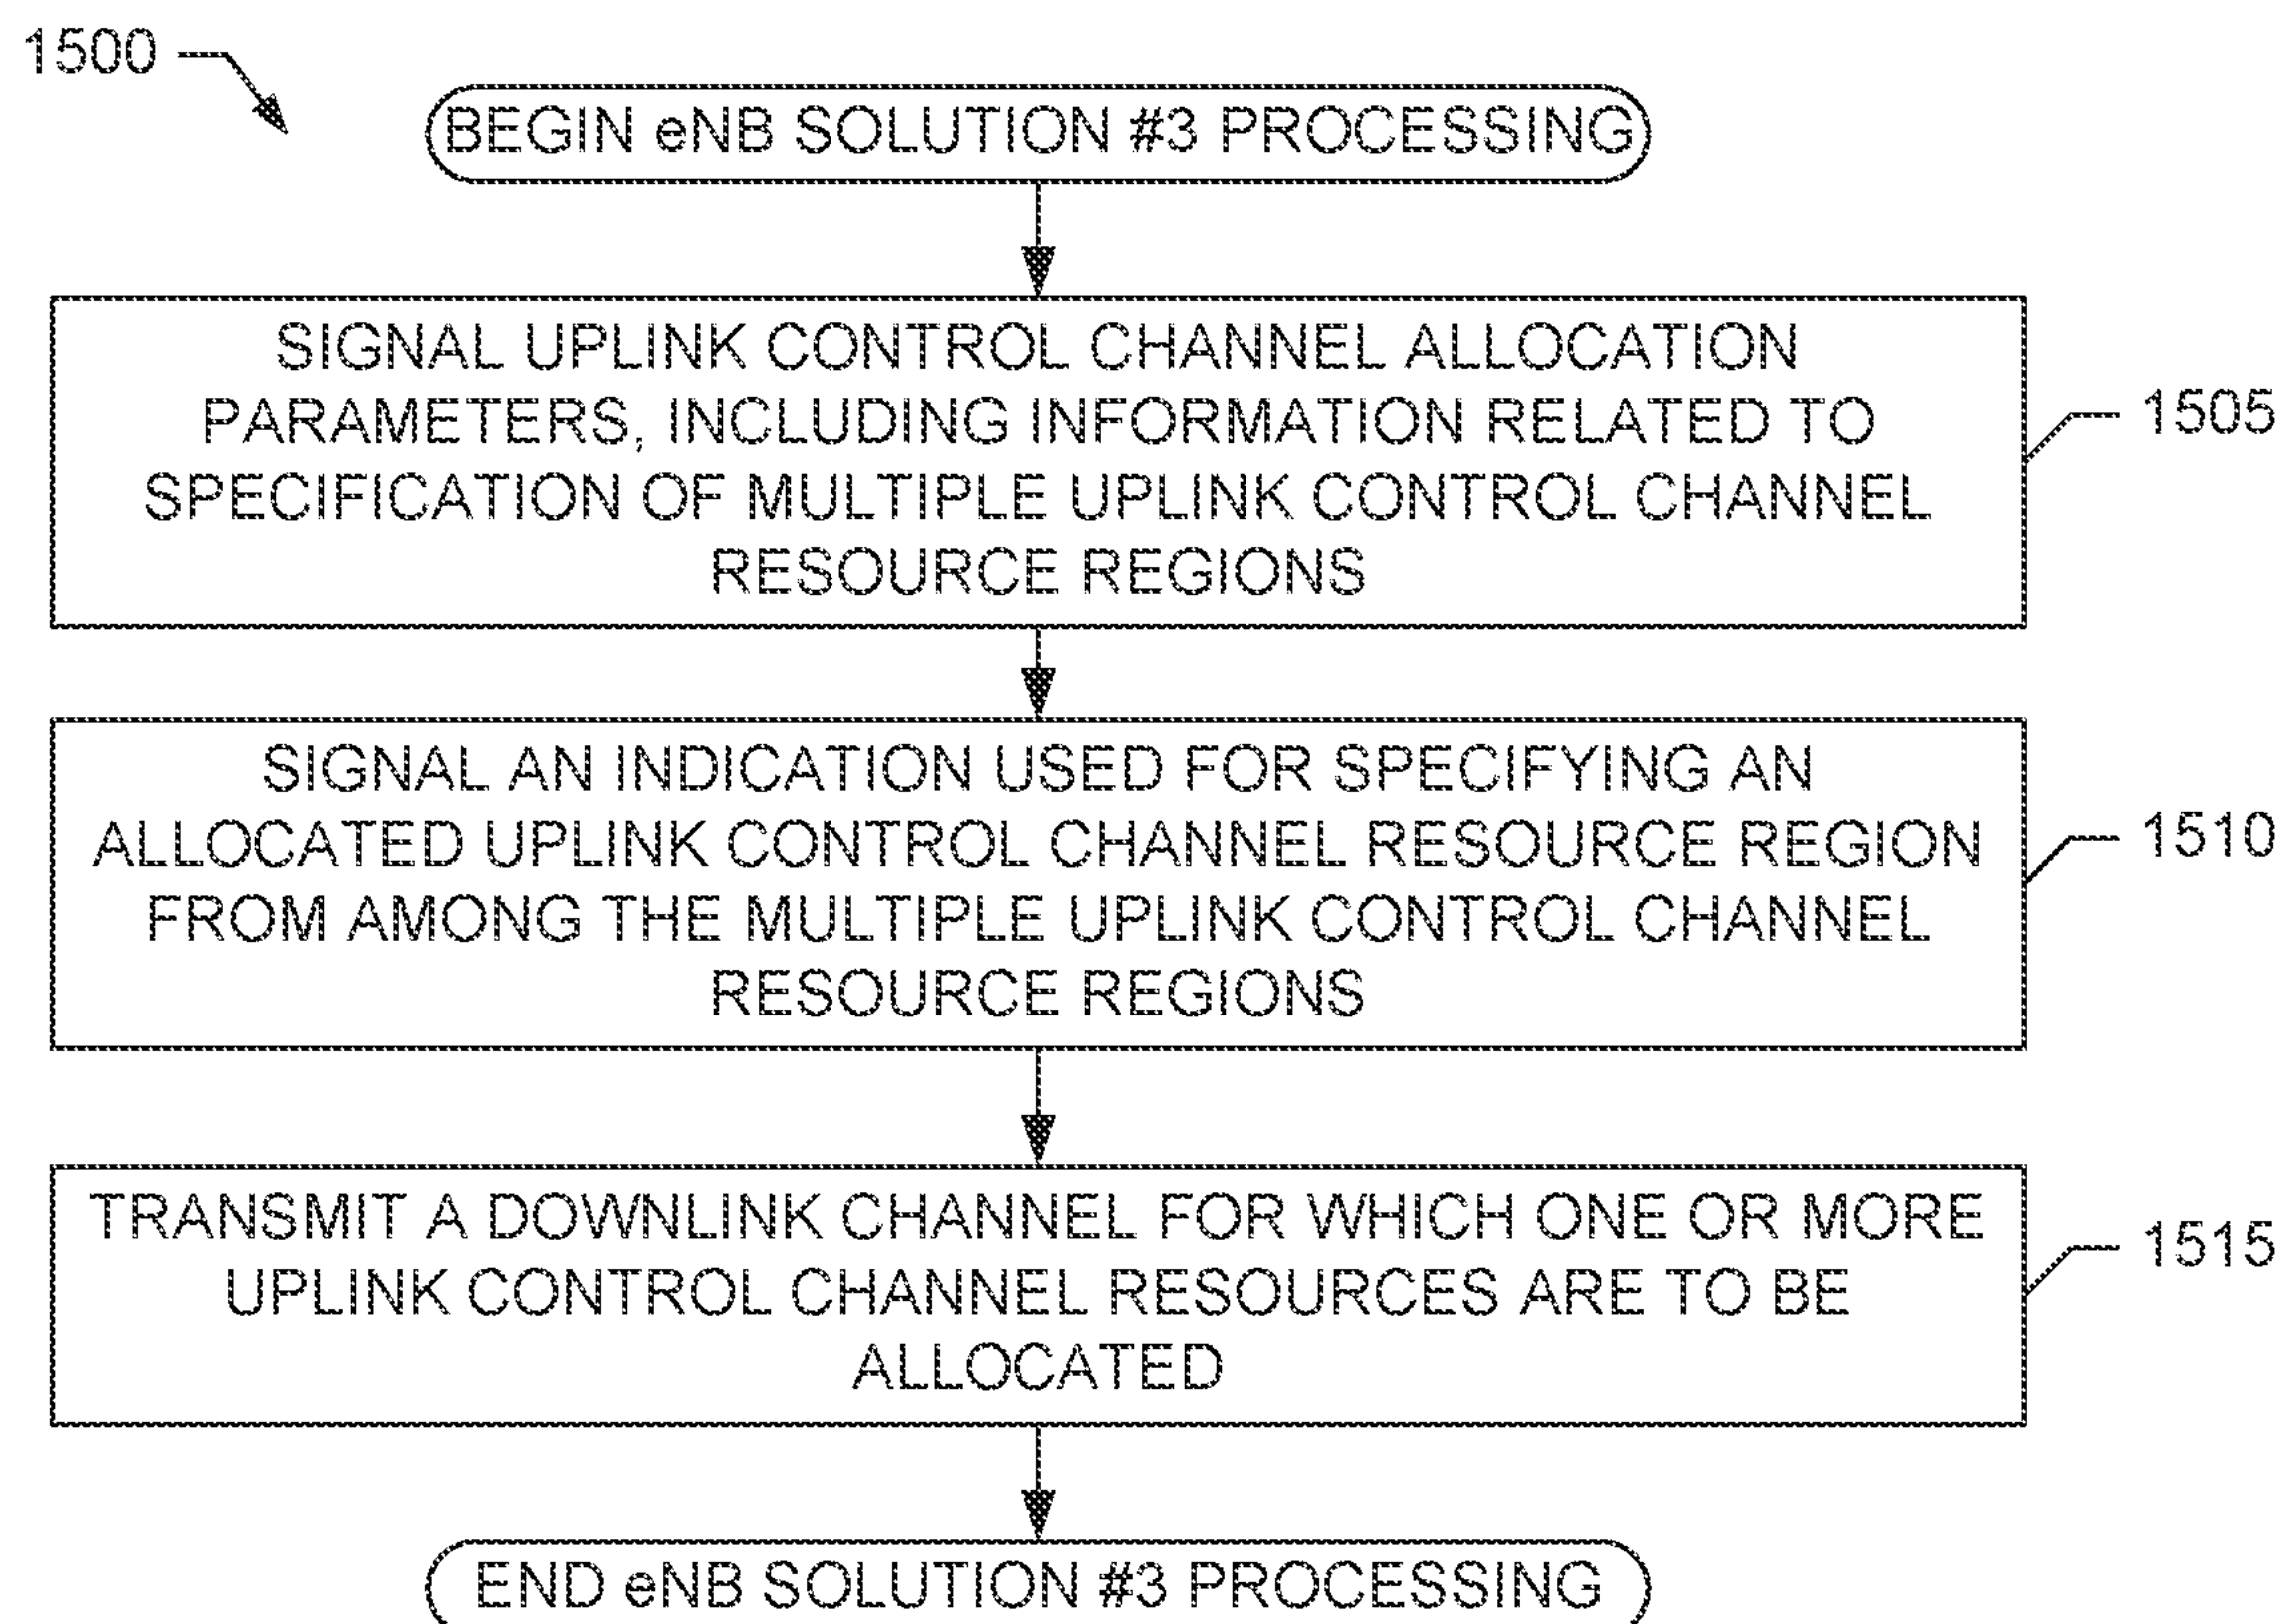 1500
BEGIN eNB SOLUTION #3 PROCESSING
SIGNAL UPLINK CONTROL CHANNEL ALLOCATION
PARAMETERS, INCLUDING INFORMATION RELATED TO
SPECIFICATION OF MULTIPLE UPLINK CONTROL CHANNEL
RESOURCE REGIONS
1505
SIGNAL AN INDICATION USED FOR SPECIFYING AN
ALLOCATED UPLINK CONTROL CHANNEL RESOURCE REGION
FROM AMONG THE MULTIPLE UPLINK CONTROL CHANNEL
RESOURCE REGIONS
1510
TRANSMIT A DOWNLINK CHANNEL FOR WHICH ONE OR MORE
UPLINK CONTROL CHANNEL RESOURCES ARE TO BE
ALLOCATED
1515
END eNB SOLUTION #3 PROCESSING